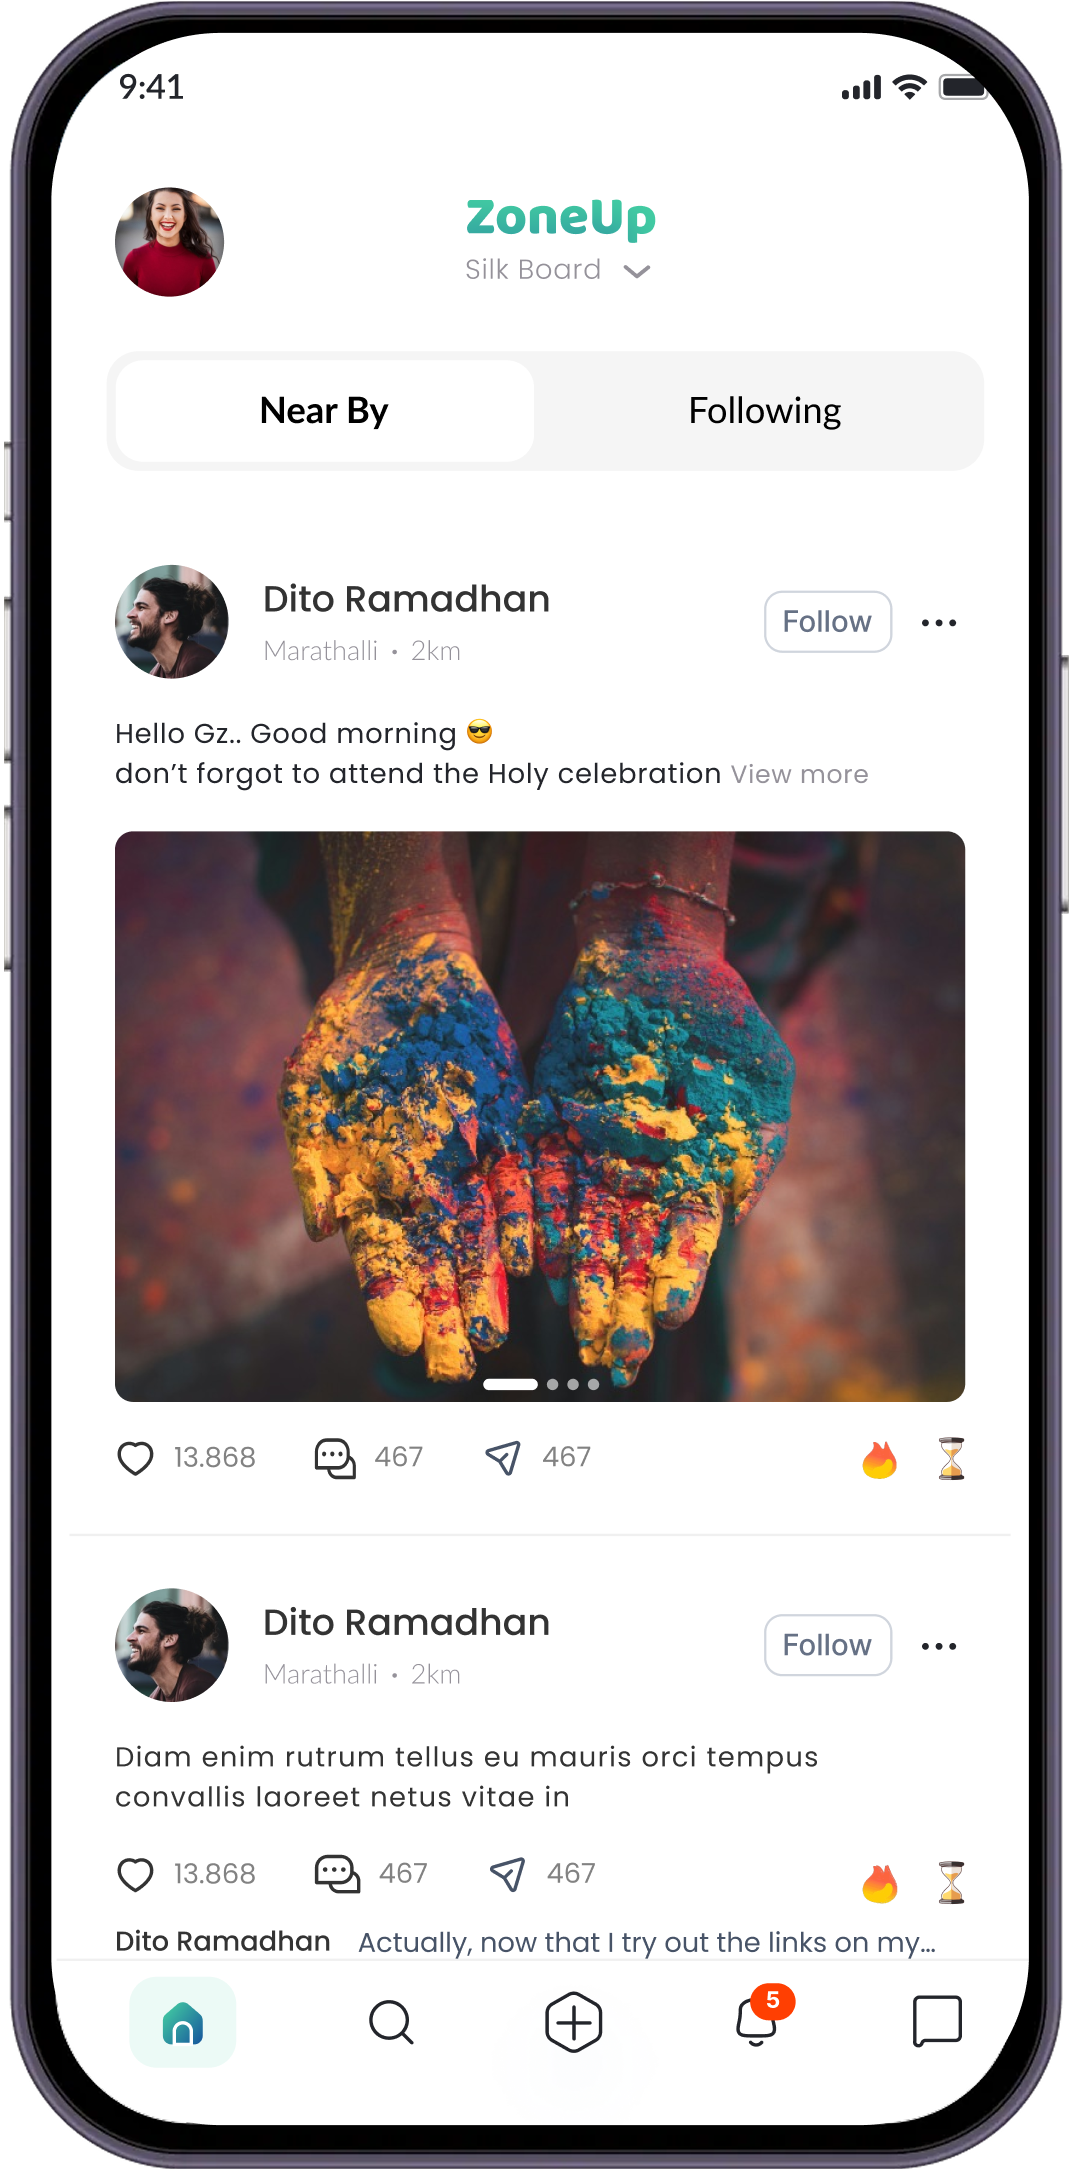 9:41
ZoneUp
Silk Board
Near By
Following
Dito Ramadhan
Marathalli • 2km
Follow
Hello Gz.. Good morning 😎
don’t forgot to attend the Holy celebration View more
13.868
467
467
Dito Ramadhan
Marathalli • 2km
Follow
Diam enim rutrum tellus eu mauris orci tempus
convallis laoreet netus vitae in
13.868
467
467
Dito Ramadhan Actually, now that I try out the links on my...
5